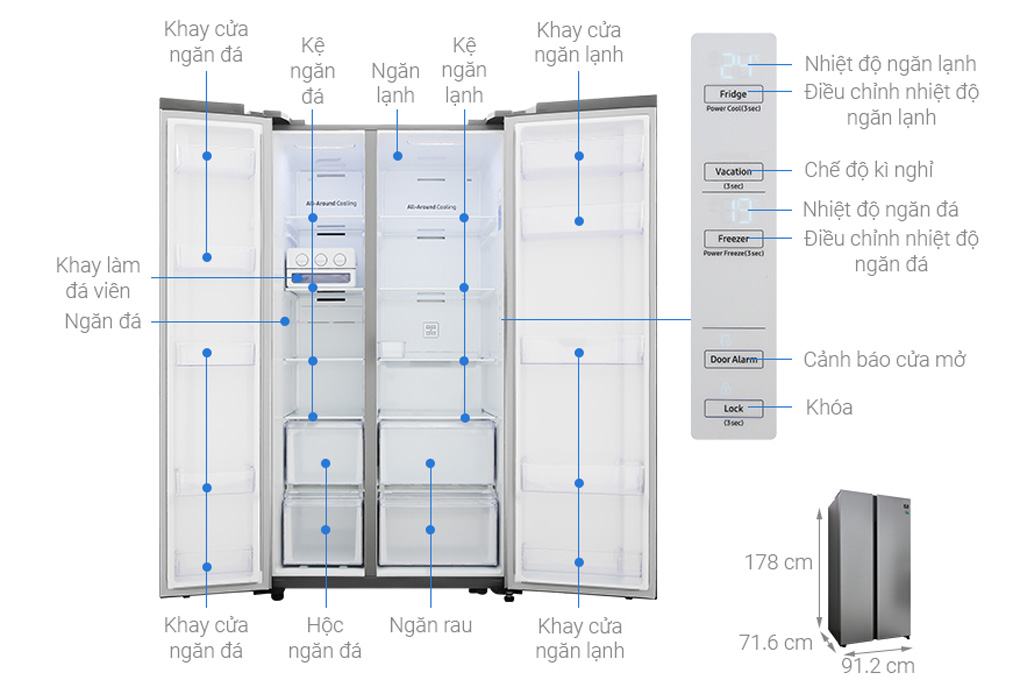 Khay cửa
ngăn đá
Kệ
ngăn
đá
Ngăn
lạnh
Kệ
ngăn
lạnh
Khay cửa
ngăn lạnh
All-Around Cooling
All-Around Cooling
Khay làm
đá viên
Ngăn đá
Khay cửa
ngăn đá
Hộc
ngăn đá
Ngăn rau
Khay cửa
ngăn lạnh
24
Nhiệt độ ngăn lạnh
Fridge
Power Cool(3sec)
Điều chỉnh nhiệt độ
ngăn lạnh
Vacation
(3sec)
Chế độ kì nghỉ
19
Nhiệt độ ngăn đá
Freezer
Power Freeze(3sec)
Điều chỉnh nhiệt độ
ngăn đá
Door Alarm
Cảnh báo cửa mở
Lock
(3sec)
Khóa
178 cm
71.6 cm
91.2 cm